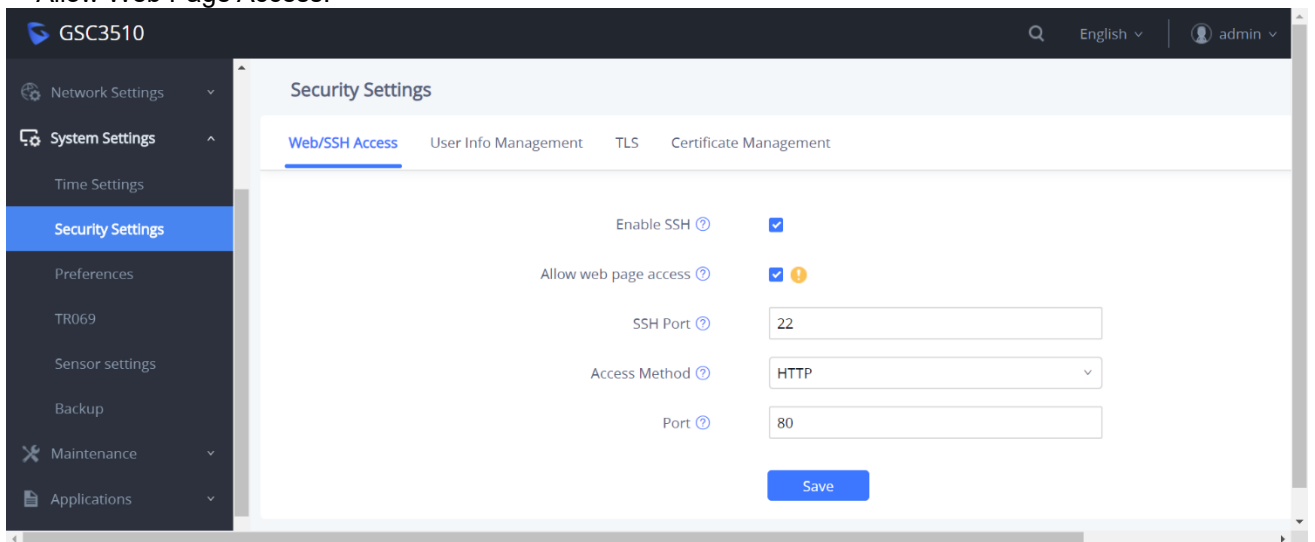 Allow Web Page Access.
GSC3510
English
admin
Network Settings
System Settings
Time Settings
Security Settings
Preferences
TR069
Sensor settings
Backup
Maintenance
Applications
Security Settings
Web/SSH Access User Info Management TLS Certificate Management
Enable SSH ?
Allow web page access ? !
SSH Port ? 22
Access Method ? HTTP
Port ? 80
Save